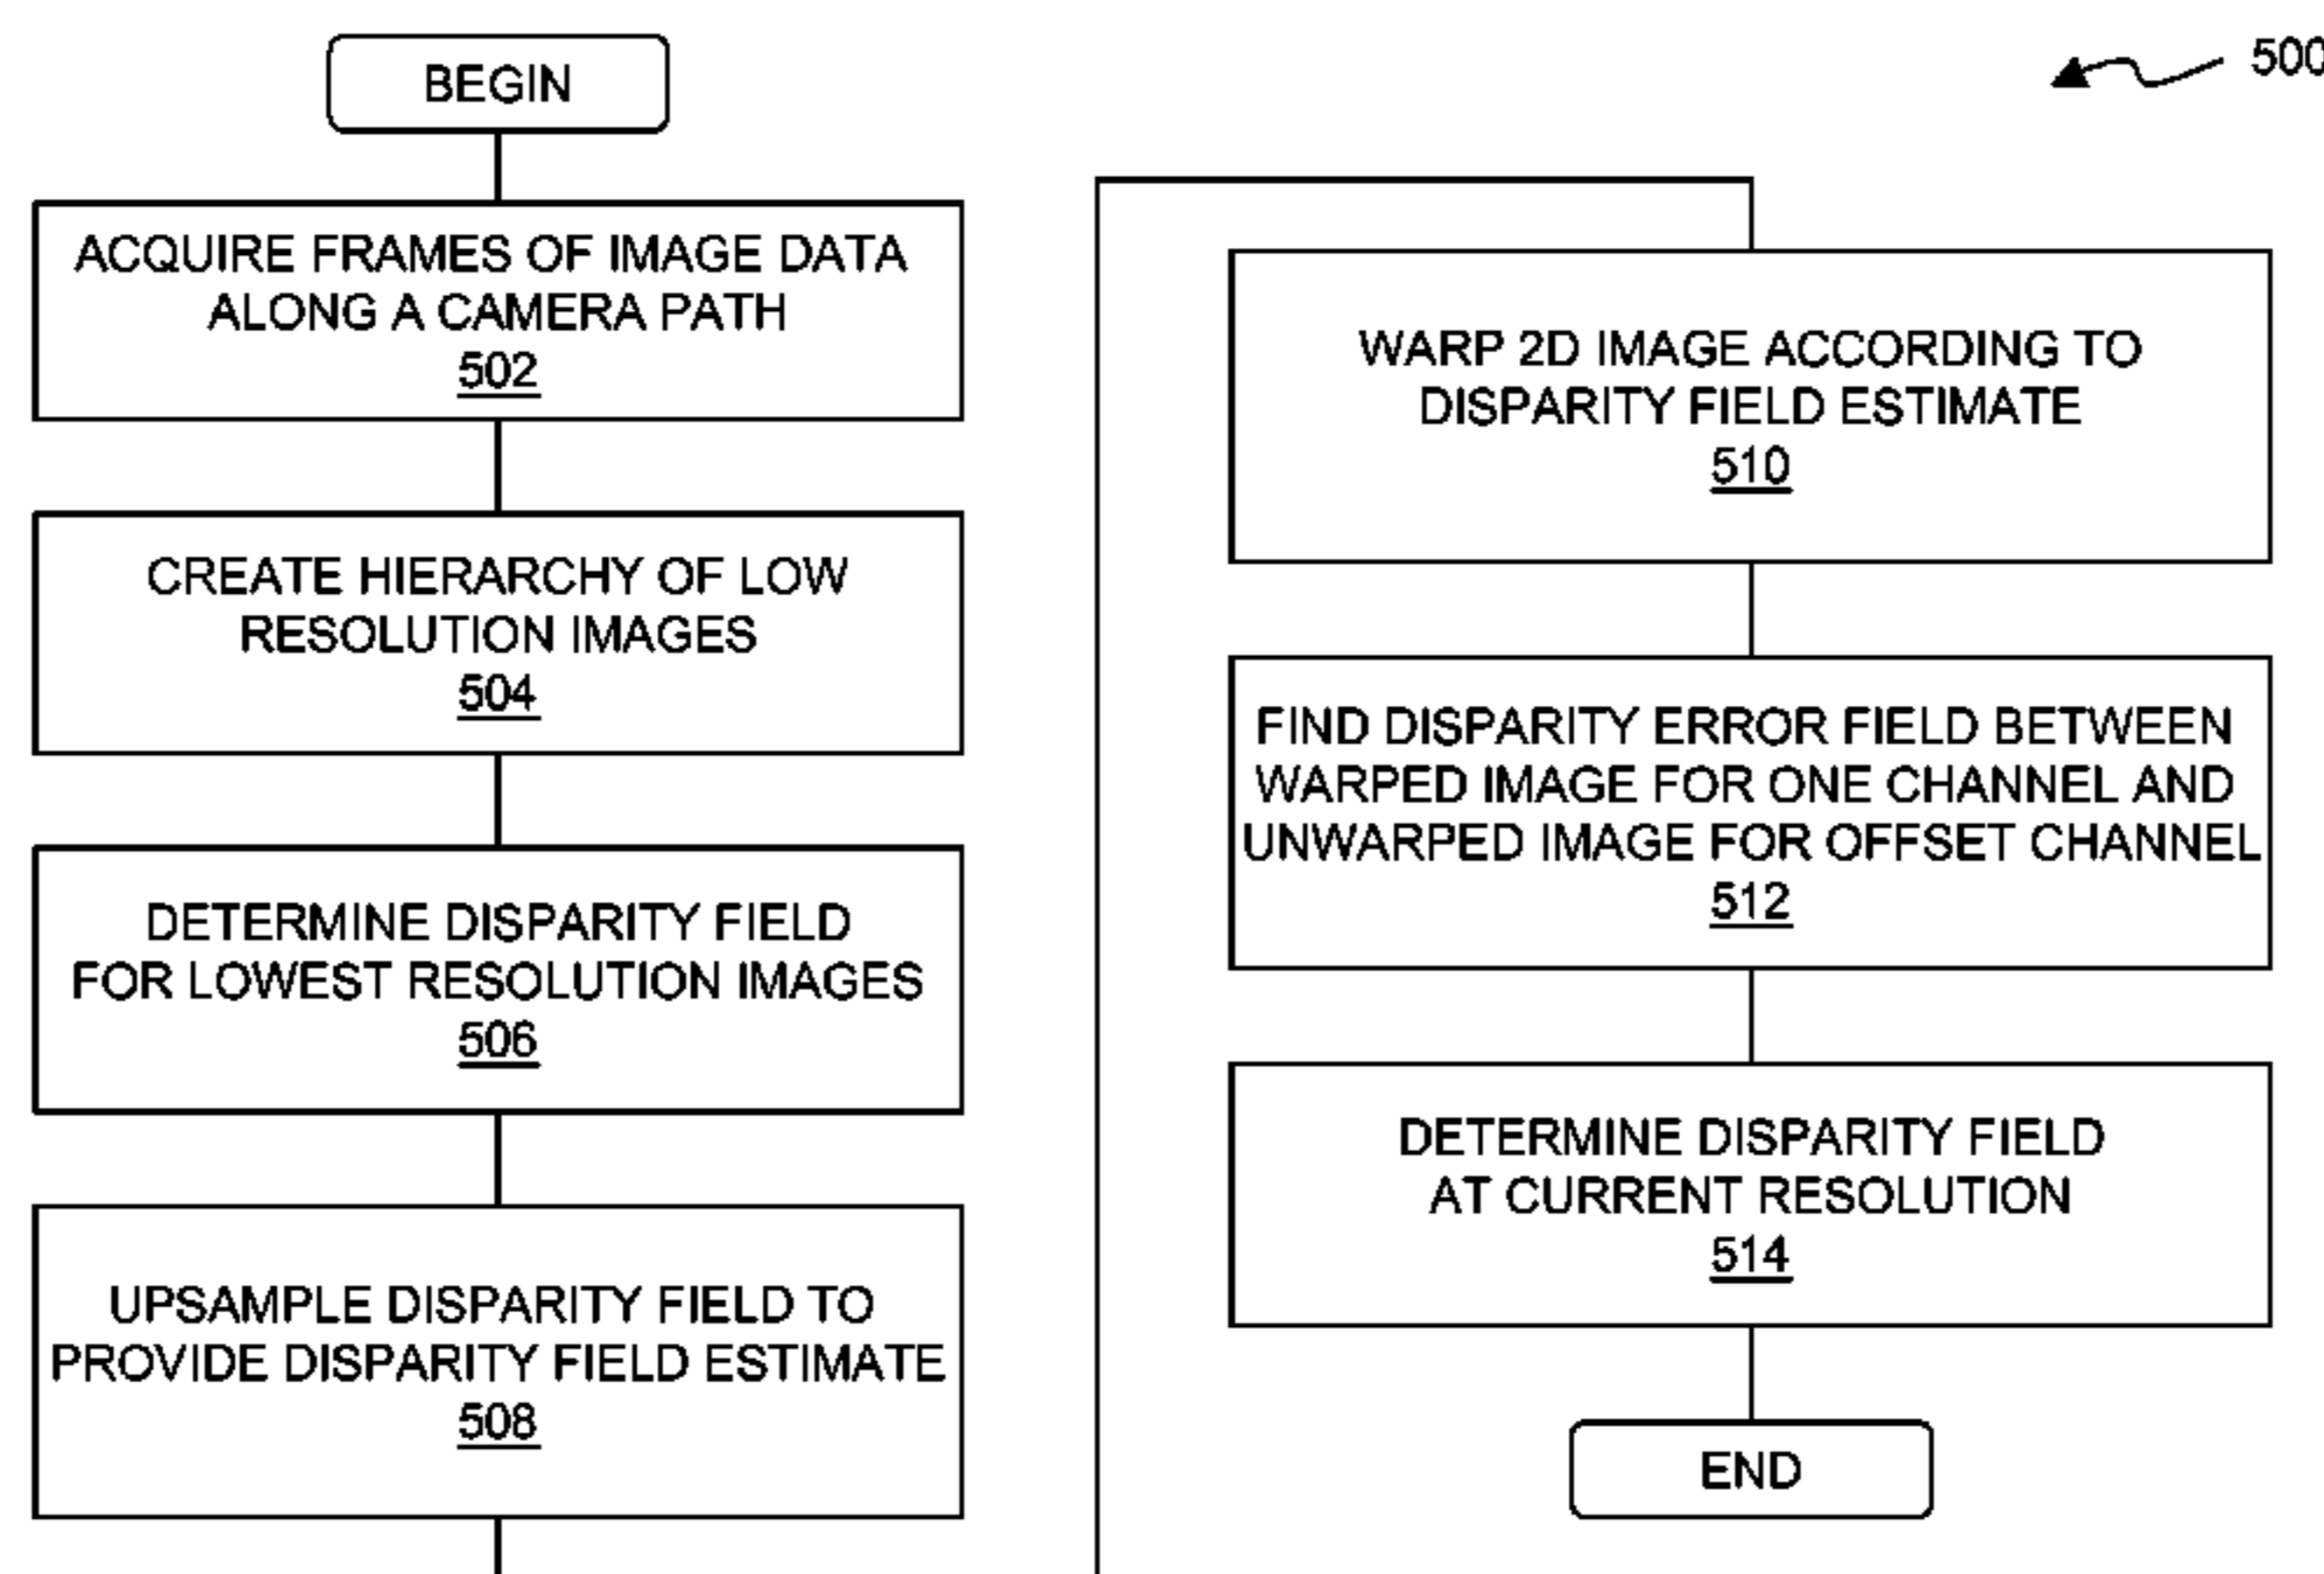 500
BEGIN
ACQUIRE FRAMES OF IMAGE DATA
ALONG A CAMERA PATH
502
CREATE HIERARCHY OF LOW
RESOLUTION IMAGES
504
DETERMINE DISPARITY FIELD
FOR LOWEST RESOLUTION IMAGES
506
UPSAMPLE DISPARITY FIELD TO
PROVIDE DISPARITY FIELD ESTIMATE
508
WARP 2D IMAGE ACCORDING TO
DISPARITY FIELD ESTIMATE
510
FIND DISPARITY ERROR FIELD BETWEEN
WARPED IMAGE FOR ONE CHANNEL AND
UNWARPED IMAGE FOR OFFSET CHANNEL
512
DETERMINE DISPARITY FIELD
AT CURRENT RESOLUTION
514
END